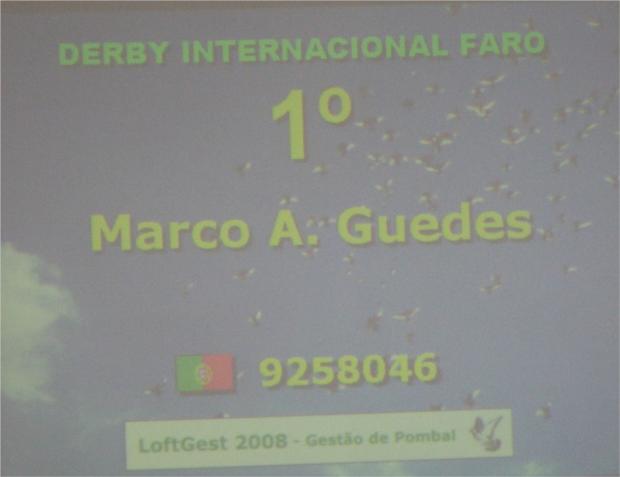 DERBY INTERNACIONAL FARO
1º
Marco A. Guedes
9258046
LoftGest 2008 - Gestão de Pombal